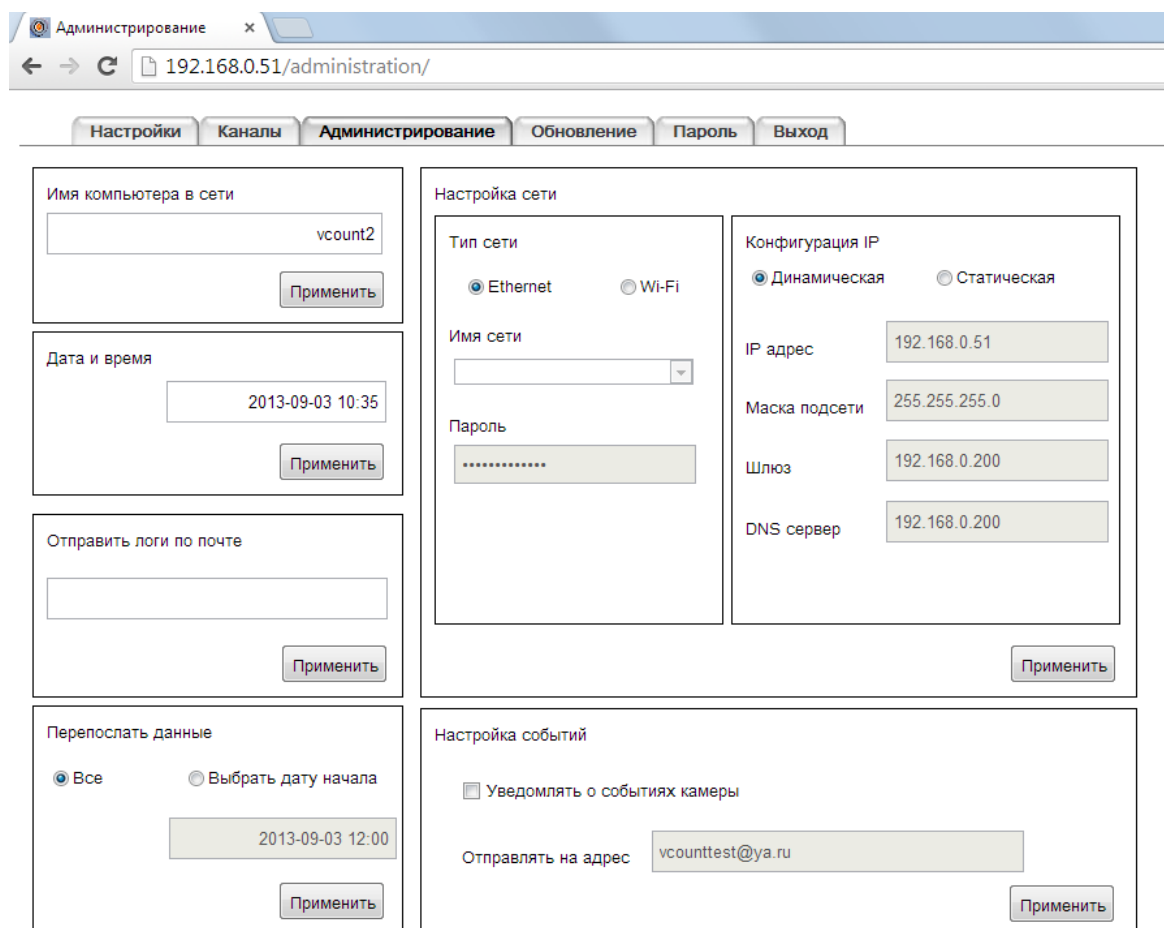 Администрирование
192.168.0.51/administration/
Настройки Каналы Администрирование Обновление Пароль Выход
Имя компьютера в сети
vcount2
Применить
Дата и время
2013-09-03 10:35
Применить
Отправить логи по почте
Применить
Перепослать данные
Все Выбрать дату начала
2013-09-03 12:00
Применить
Настройка сети
Тип сети
Ethernet Wi-Fi
Имя сети
Пароль
•••••••••••••
Конфигурация IP
Динамическая Статическая
IP адрес 192.168.0.51
Маска подсети 255.255.255.0
Шлюз 192.168.0.200
DNS сервер 192.168.0.200
Применить
Настройка событий
Уведомлять о событиях камеры
Отправлять на адрес vcounttest@ya.ru
Применить